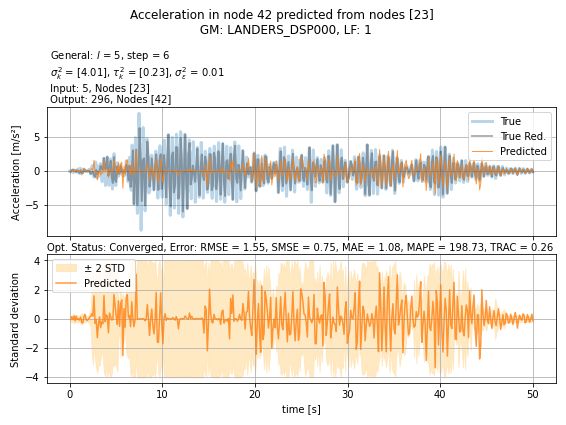 Acceleration in node 42 predicted from nodes [23]
GM: LANDERS_DSP000, LF: 1
General: l = 5, step = 6
σ²ₖ = [4.01], τ²ₖ = [0.23], σ²ε = 0.01
Input: 5, Nodes [23]
Output: 296, Nodes [42]
Acceleration [m/s²]
5
0
−5
True
True Red.
Predicted
Opt. Status: Converged, Error: RMSE = 1.55, SMSE = 0.75, MAE = 1.08, MAPE = 198.73, TRAC = 0.26
Standard deviation
4
2
0
−2
−4
± 2 STD
Predicted
0 10 20 30 40 50
time [s]